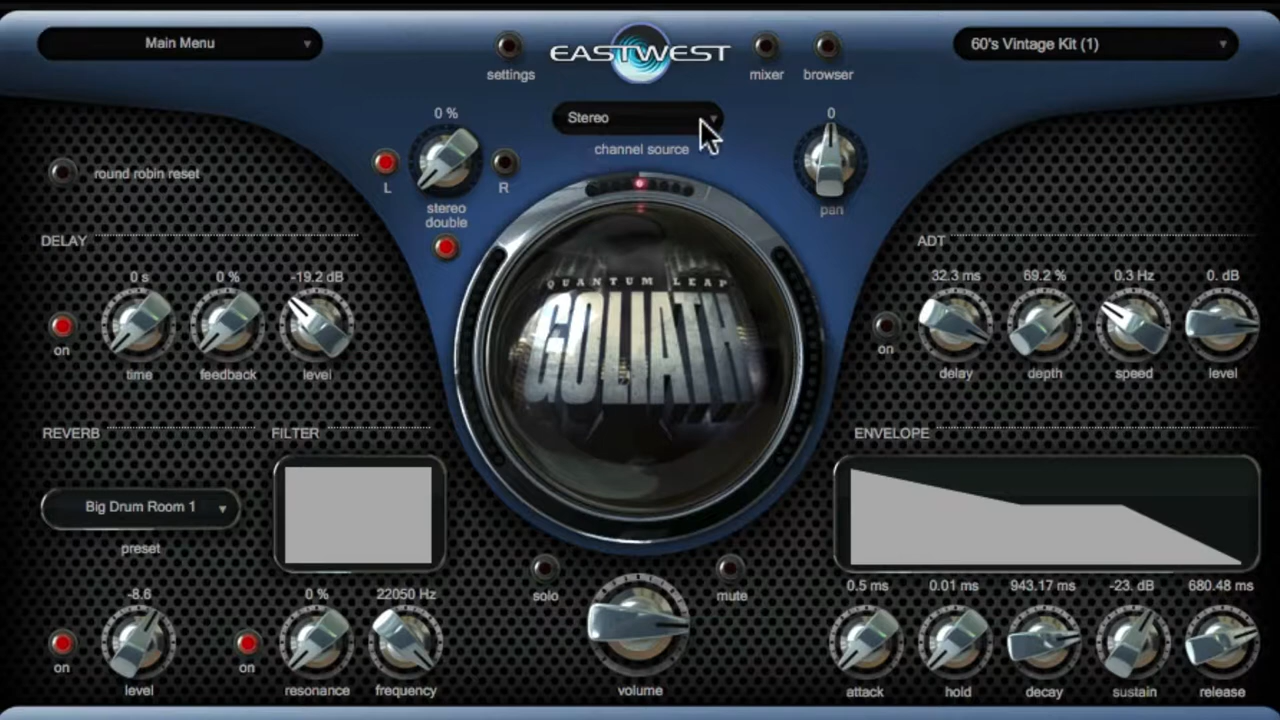 Main Menu
settings
EASTWEST
mixer
browser
60's Vintage Kit (1)
0 %
Stereo
0
channel source
round robin reset
L
R
stereo
double
pan
DELAY
ADT
0 s
0 %
-19.2 dB
32.3 ms
69.2 %
0.3 Hz
0. dB
QUANTUM LEAP
GOLIATH
on
time
feedback
level
on
delay
depth
speed
level
REVERB
FILTER
ENVELOPE
Big Drum Room 1
preset
-8.6
0 %
22050 Hz
solo
mute
0.5 ms
0.01 ms
943.17 ms
-23. dB
680.48 ms
on
level
on
resonance
frequency
volume
attack
hold
decay
sustain
release